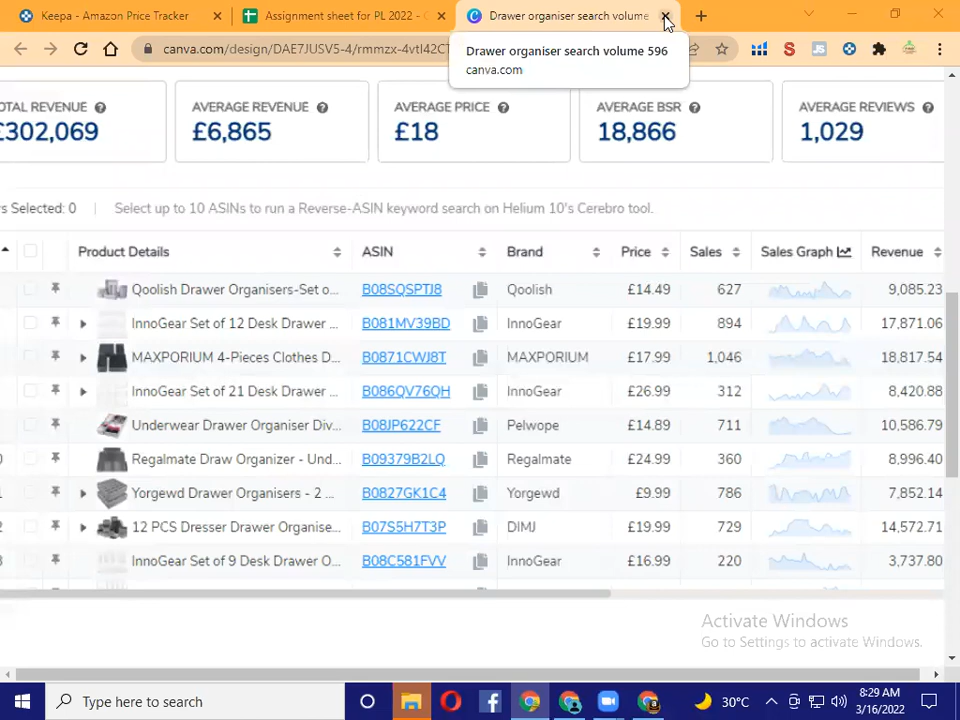 Keepa - Amazon Price Tracker
Assignment sheet for PL 2022 -
Drawer organiser search volume
canva.com/design/DAE7JUSV5-4/rmmzx-4vtl42CT
Drawer organiser search volume 596
canva.com
OTAL REVENUE
£302,069
AVERAGE REVENUE
£6,865
AVERAGE PRICE
£18
AVERAGE BSR
18,866
AVERAGE REVIEWS
1,029
rs Selected: 0 | Select up to 10 ASINs to run a Reverse-ASIN keyword search on Helium 10's Cerebro tool.
Product Details ASIN Brand Price Sales Sales Graph Revenue
Qoolish Drawer Organisers-Set o... B08SQSPTJ8 Qoolish £14.49 627 9,085.23
InnoGear Set of 12 Desk Drawer ... B081MV39BD InnoGear £19.99 894 17,871.06
MAXPORIUM 4-Pieces Clothes D... B0871CWJ8T MAXPORIUM £17.99 1,046 18,817.54
InnoGear Set of 21 Desk Drawer ... B086QV76QH InnoGear £26.99 312 8,420.88
Underwear Drawer Organizer Div... B08JP622CF Pelwope £14.89 711 10,586.79
0 Regalmate Draw Organizer - Und... B09379B2LQ Regalmate £24.99 360 8,996.40
1 Yorgewd Drawer Organisers - 2 ... B0827GK1C4 Yorgewd £9.99 786 7,852.14
2 12 PCS Dresser Drawer Organise... B07S5H7T3P DIMJ £19.99 729 14,572.71
3 InnoGear Set of 9 Desk Drawer O... B08C581FVV InnoGear £16.99 220 3,737.80
Activate Windows
Go to Settings to activate Windows.
Type here to search
30°C
8:29 AM
3/16/2022